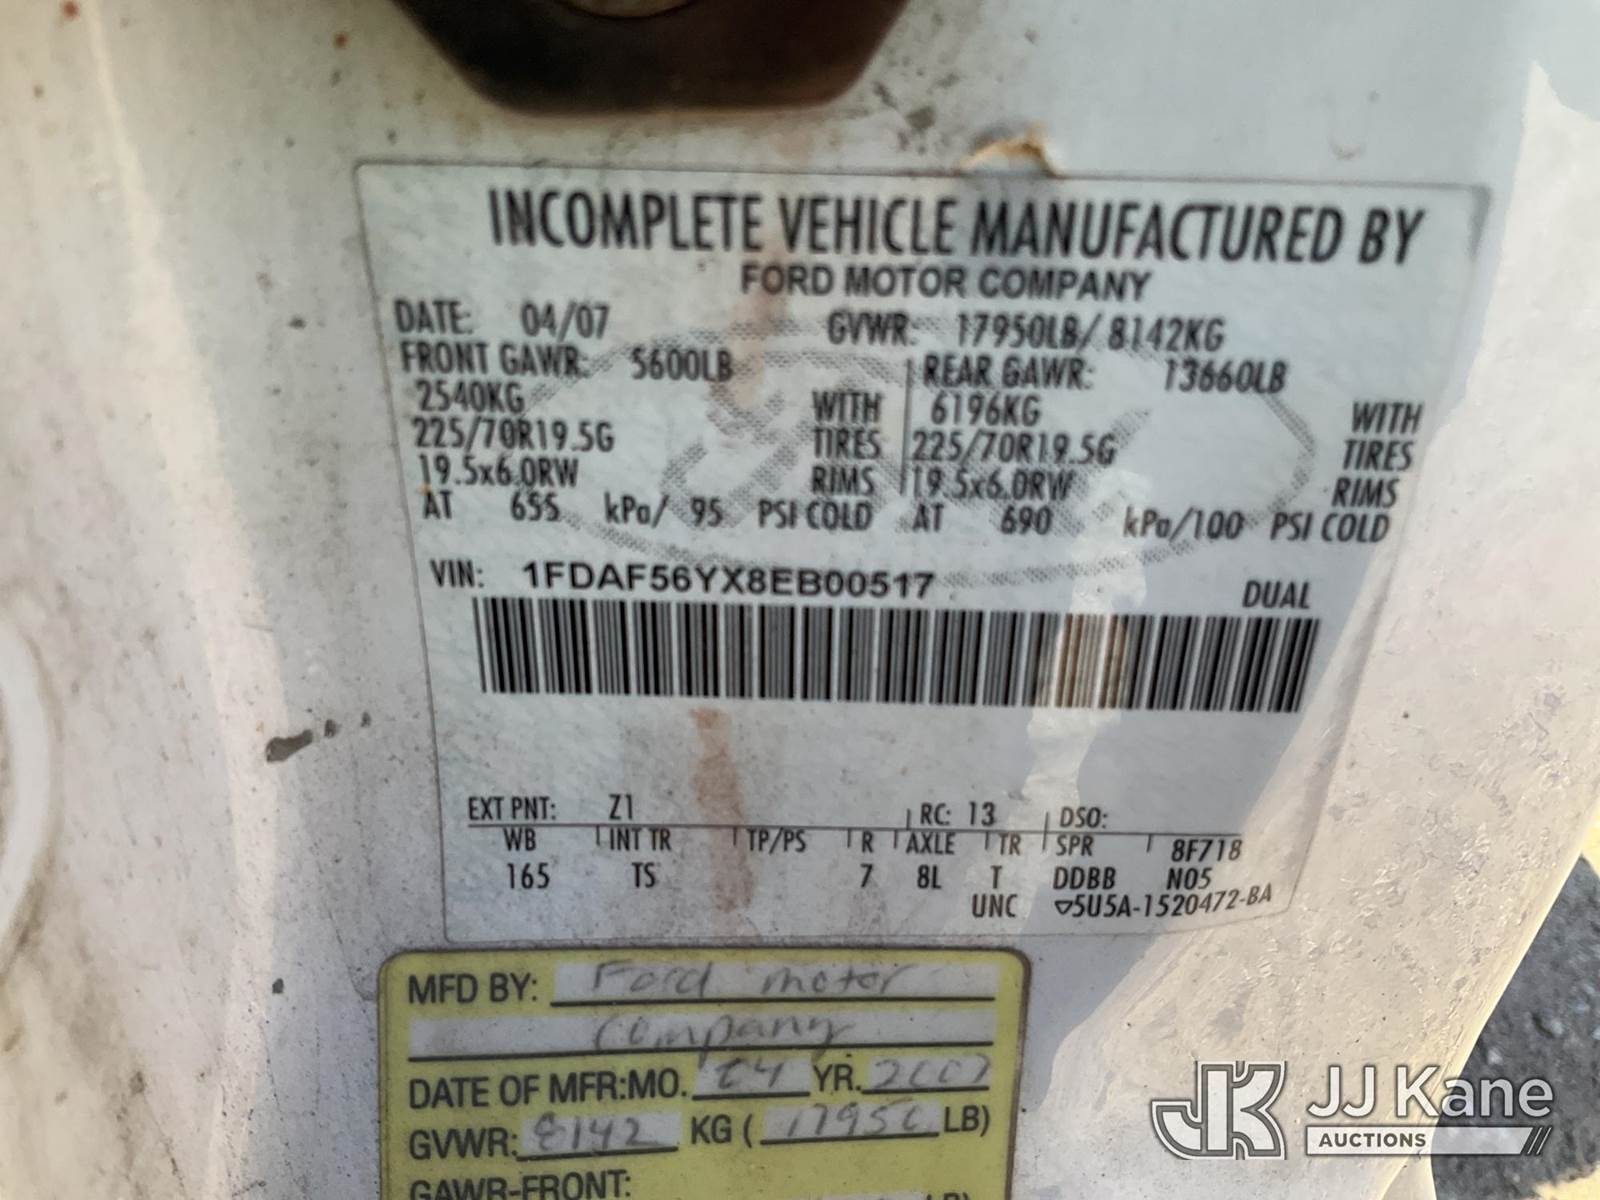 INCOMPLETE VEHICLE MANUFACTURED BY
FORD MOTOR COMPANY
DATE: 04/07 GVWR: 17950LB/ 8142KG
FRONT GAWR: 5600LB REAR GAWR: 13660LB
2540KG WITH 6196KG WITH
225/70R19.5G TIRES 225/70R19.5G TIRES
19.5x6.0RW RIMS 19.5x6.0RW RIMS
AT 655 kPa/ 95 PSI COLD AT 690 kPa/100 PSI COLD
VIN: 1FDAF56YX8EB00517 DUAL
EXT PNT: Z1 RC: 13 DSO:
WB INT TR TP/PS R AXLE TR SPR 8F718
165 TS 7 8L T DDBB N05
UNC ▽5U5A-1520472-BA
MFD BY: Ford motor
Company
DATE OF MFR:MO. 04 YR. 2007
GVWR: 8142 KG ( 17950 LB)
GAWR-FRONT:
LB)
JK JJ Kane
AUCTIONS